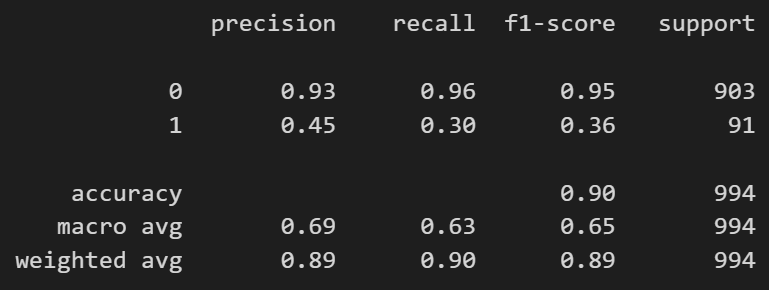 precision recall f1-score support
0 0.93 0.96 0.95 903
1 0.45 0.30 0.36 91
accuracy 0.90 994
macro avg 0.69 0.63 0.65 994
weighted avg 0.89 0.90 0.89 994